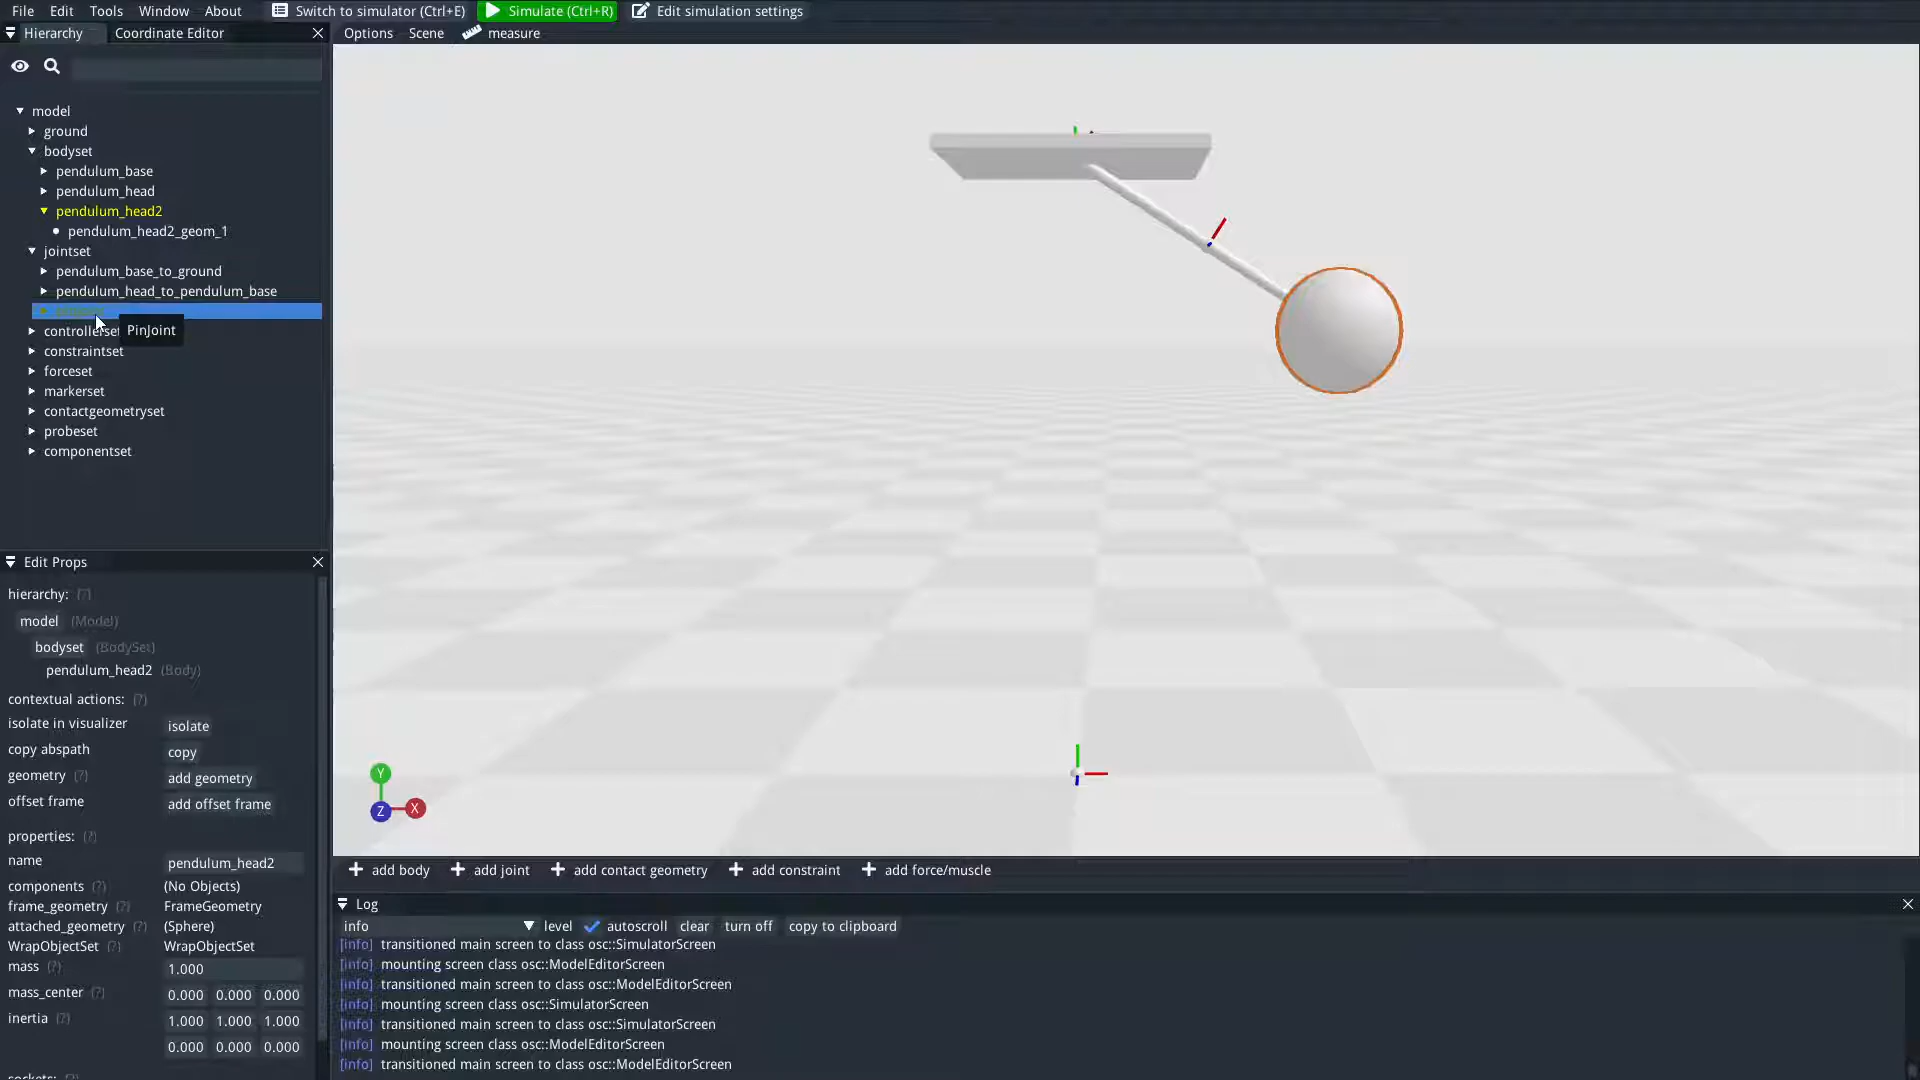 File Edit Tools Window About Switch to simulator (Ctrl+E) Simulate (Ctrl+R) Edit simulation settings
Hierarchy Coordinate Editor
Options Scene measure
model
ground
bodyset
pendulum_base
pendulum_head
pendulum_head2
pendulum_head2_geom_1
jointset
pendulum_base_to_ground
pendulum_head_to_pendulum_base
controllerset
PinJoint
constraintset
forceset
markerset
contactgeometryset
probeset
componentset
Edit Props
hierarchy: (?)
model (Model)
bodyset (BodySet)
pendulum_head2 (Body)
contextual actions: (?)
isolate in visualizer isolate
copy abspath copy
geometry (?) add geometry
offset frame add offset frame
properties: (?)
name pendulum_head2
components (?) (No Objects)
frame_geometry (?) FrameGeometry
attached_geometry (?) (Sphere)
WrapObjectSet (?) WrapObjectSet
mass (?) 1.000
mass_center (?) 0.000 0.000 0.000
inertia (?) 1.000 1.000 1.000
0.000 0.000 0.000
sockets: (?)
Y
Z X
add body add joint add contact geometry add constraint add force/muscle
Log
info level autoscroll clear turn off copy to clipboard
[info] transitioned main screen to class osc::SimulatorScreen
[info] mounting screen class osc::ModelEditorScreen
[info] transitioned main screen to class osc::ModelEditorScreen
[info] mounting screen class osc::SimulatorScreen
[info] transitioned main screen to class osc::SimulatorScreen
[info] mounting screen class osc::ModelEditorScreen
[info] transitioned main screen to class osc::ModelEditorScreen